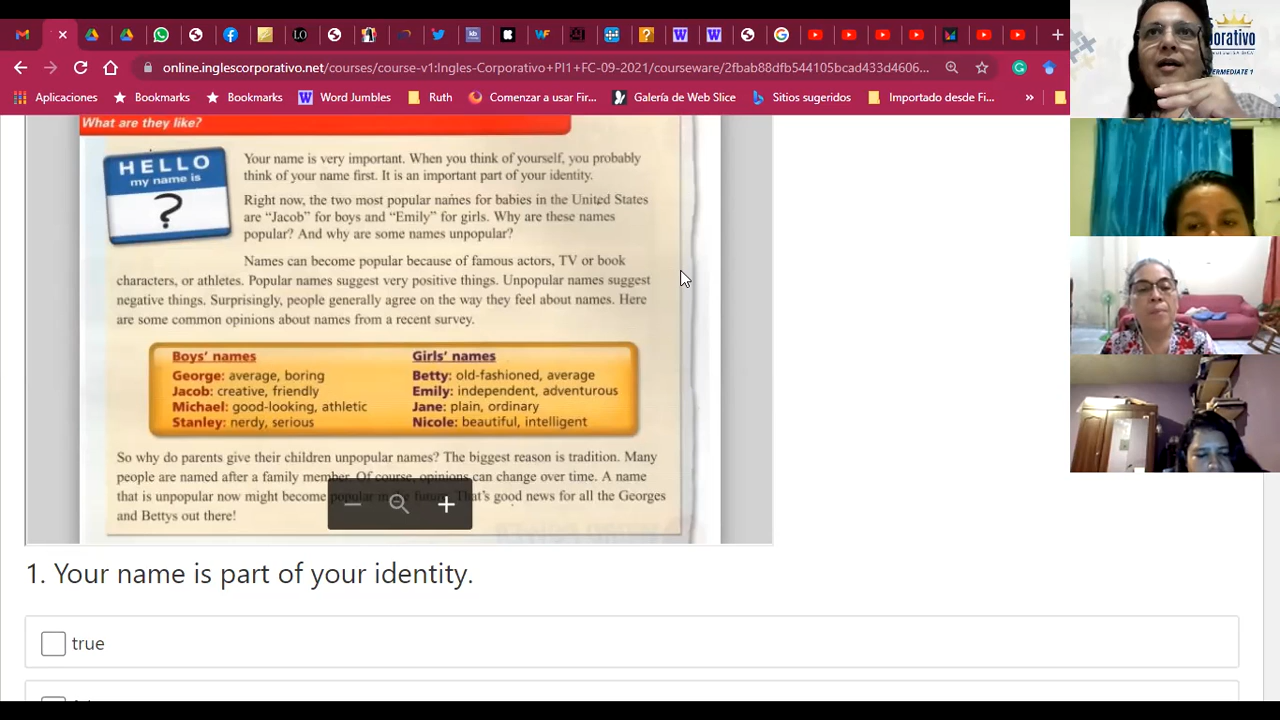 online.inglescorporativo.net/courses/course-v1:Ingles-Corporativo+PI1+FC-09-2021/courseware/2fbab88dfb544105bcad433d4606...
Aplicaciones Bookmarks Bookmarks Word Jumbles Ruth Comenzar a usar Fir... Galería de Web Slice Sitios sugeridos Importado desde Fi... »
What are they like?
HELLO
my name is
?
Your name is very important. When you think of yourself, you probably
think of your name first. It is an important part of your identity.
Right now, the two most popular names for babies in the United States
are "Jacob" for boys and "Emily" for girls. Why are these names
popular? And why are some names unpopular?
Names can become popular because of famous actors, TV or book
characters, or athletes. Popular names suggest very positive things. Unpopular names suggest
negative things. Surprisingly, people generally agree on the way they feel about names. Here
are some common opinions about names from a recent survey.
Boys' names
George: average, boring
Jacob: creative, friendly
Michael: good-looking, athletic
Stanley: nerdy, serious
Girls' names
Betty: old-fashioned, average
Emily: independent, adventurous
Jane: plain, ordinary
Nicole: beautiful, intelligent
So why do parents give their children unpopular names? The biggest reason is tradition. Many
people are named after a family member. Of course, opinions can change over time. A name
that is unpopular now might become popular in the future. That's good news for all the Georges
and Bettys out there!
1. Your name is part of your identity.
true